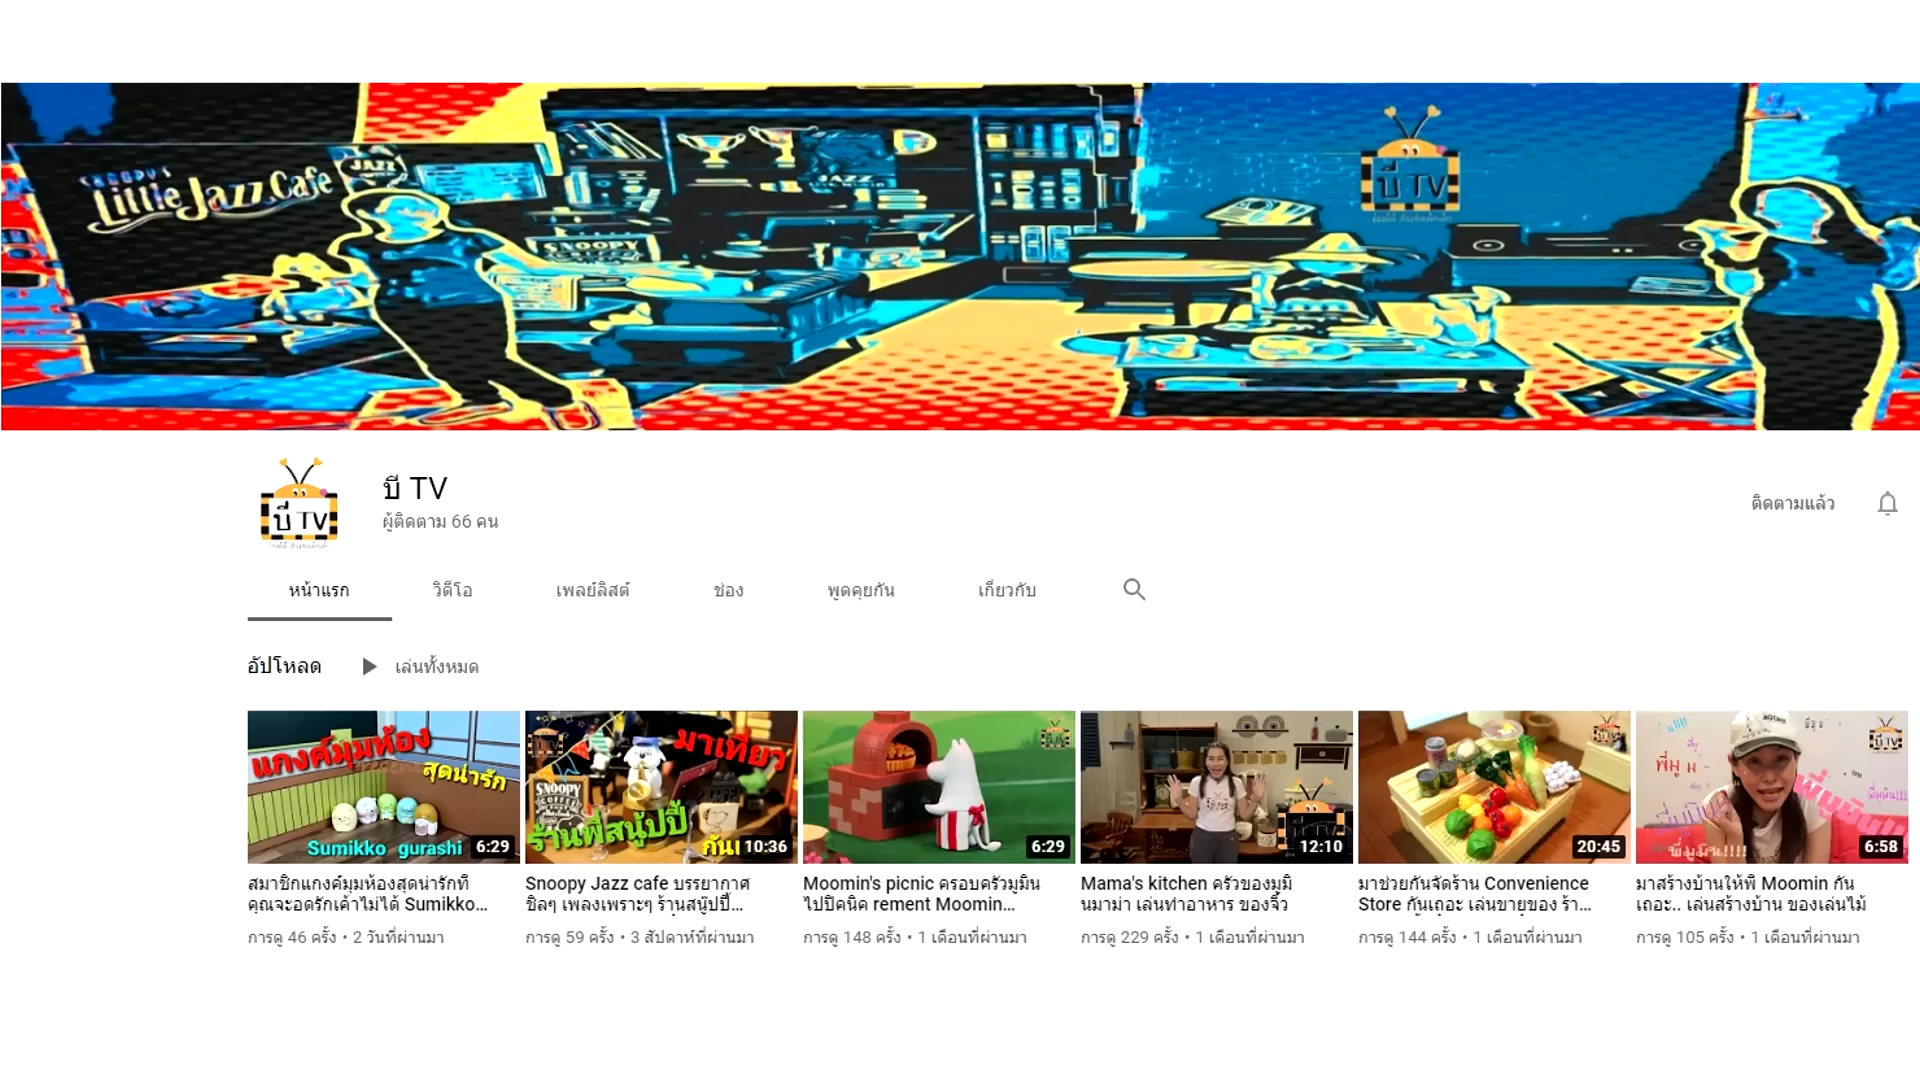 SNOOPY'S
Little Jazz Cafe
JAZZ
JAZZ
SNOOPY
บี TV
บี TV
บี TV
ผู้ติดตาม 66 คน
ติดตามแล้ว
หน้าแรก
วิดีโอ
เพลย์ลิสต์
ช่อง
พูดคุยกัน
เกี่ยวกับ
อัปโหลด
เล่นทั้งหมด
แกงค์มุมห้อง
สุดน่ารัก
Sumikko gurashi
6:29
มาเที่ยว
SNOOPY
COFFEE
ร้านพี่สนู้ปปี้
กัน
10:36
6:29
12:10
20:45
พี่มูมิน!!!!
6:58
สมาชิกแกงค์มุมห้องสุดน่ารักที่
คุณจะอดรักเค้าไม่ได้ Sumikko...
การดู 46 ครั้ง • 2 วันที่ผ่านมา
Snoopy Jazz cafe บรรยากาศ
ชิลๆ เพลงเพราะๆ ร้านสนู๊ปปี้...
การดู 59 ครั้ง • 3 สัปดาห์ที่ผ่านมา
Moomin's picnic ครอบครัวมูมิน
ไปปิคนิค rement Moomin...
การดู 148 ครั้ง • 1 เดือนที่ผ่านมา
Mama's kitchen ครัวของมูมิ
นมาม่า เล่นทำอาหาร ของจิ๋ว
การดู 229 ครั้ง • 1 เดือนที่ผ่านมา
มาช่วยกันจัดร้าน Convenience
Store กันเถอะ เล่นขายของ ร้า...
การดู 144 ครั้ง • 1 เดือนที่ผ่านมา
มาสร้างบ้านให้พี่ Moomin กัน
เถอะ.. เล่นสร้างบ้าน ของเล่นไม้
การดู 105 ครั้ง • 1 เดือนที่ผ่านมา